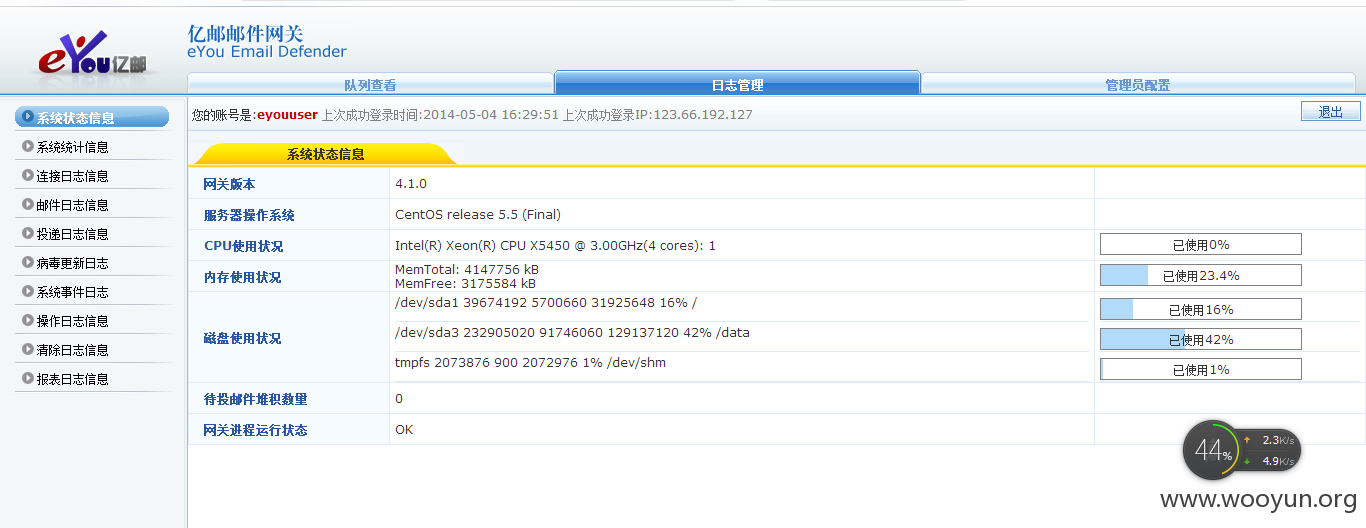 eYou亿邮
亿邮邮件网关
eYou Email Defender
队列查看 日志管理 管理员配置
您的账号是:eyouuser 上次成功登录时间:2014-05-04 16:29:51 上次成功登录IP:123.66.192.127 退出
系统状态信息
系统统计信息
连接日志信息
邮件日志信息
投递日志信息
病毒更新日志
系统事件日志
操作日志信息
清除日志信息
报表日志信息
系统状态信息
网关版本 4.1.0
服务器操作系统 CentOS release 5.5 (Final)
CPU使用状况 Intel(R) Xeon(R) CPU X5450 @ 3.00GHz(4 cores): 1 已使用0%
内存使用状况 MemTotal: 4147756 kB
MemFree: 3175584 kB 已使用23.4%
磁盘使用状况
/dev/sda1 39674192 5700660 31925648 16% / 已使用16%
/dev/sda3 232905020 91746060 129137120 42% /data 已使用42%
tmpfs 2073876 900 2072976 1% /dev/shm 已使用1%
待投邮件堆积数量 0
网关进程运行状态 OK
44%
2.3K/s
4.9K/s
www.wooyun.org